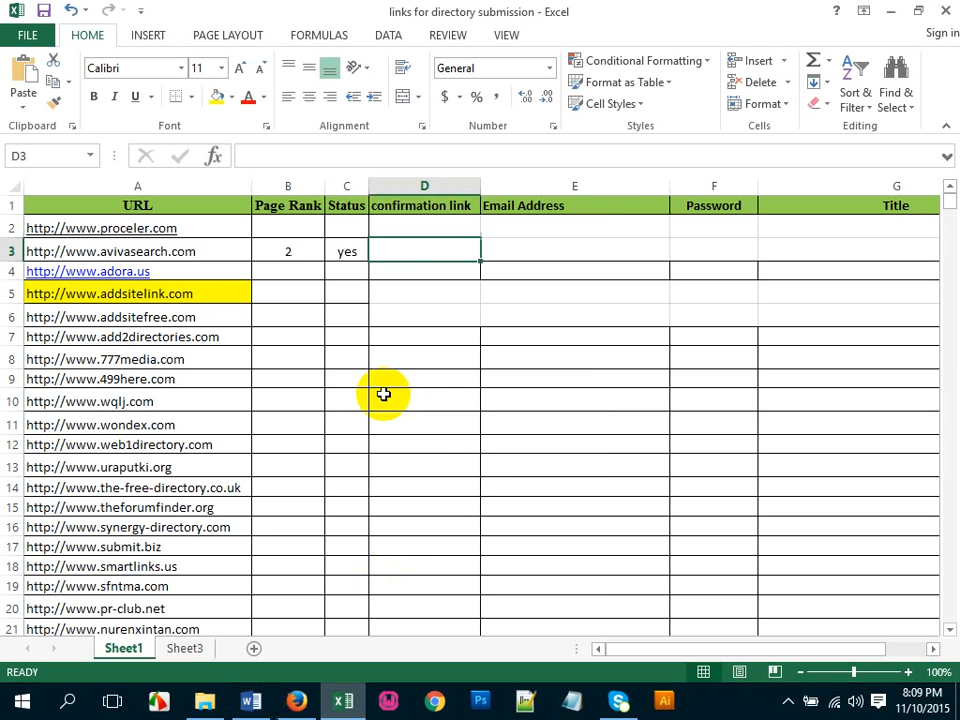 links for directory submission - Excel
Sign in
FILE HOME INSERT PAGE LAYOUT FORMULAS DATA REVIEW VIEW
Paste
Calibri 11
B I U
General
$ % ,
Conditional Formatting
Format as Table
Cell Styles
Insert
Delete
Format
Sort & Filter
Find & Select
Clipboard Font Alignment Number Styles Cells Editing
D3 fx
A B C D E F G
1 URL Page Rank Status confirmation link Email Address Password Title
2 http://www.proceler.com
3 http://www.avivasearch.com 2 yes
4 http://www.adora.us
5 http://www.addsitelink.com
6 http://www.addsitefree.com
7 http://www.add2directories.com
8 http://www.777media.com
9 http://www.499here.com
10 http://www.wqlj.com
11 http://www.wondex.com
12 http://www.web1directory.com
13 http://www.uraputki.org
14 http://www.the-free-directory.co.uk
15 http://www.theforumfinder.org
16 http://www.synergy-directory.com
17 http://www.submit.biz
18 http://www.smartlinks.us
19 http://www.sfntma.com
20 http://www.pr-club.net
21 http://www.nurenxintan.com
Sheet1 Sheet3
READY 100%
8:09 PM
11/10/2015